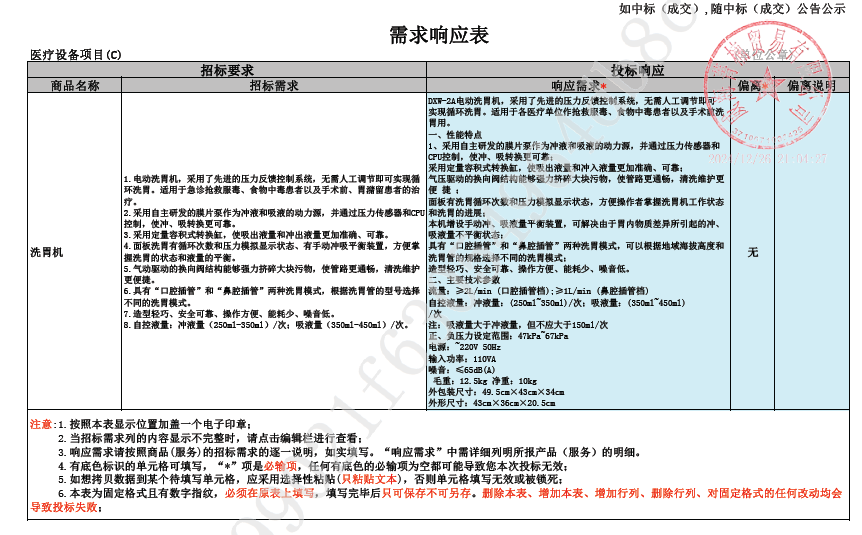 如中标（成交）,随中标（成交）公告公示
需求响应表
医疗设备项目(C)
（单位公章）
招标要求
投标响应
商品名称
招标需求
响应需求*
偏离*
偏离说明
洗胃机
1.电动洗胃机，采用了先进的压力反馈控制系统，无需人工调节即可实现循
环洗胃。适用于急诊抢救服毒、食物中毒患者以及手术前、胃潴留患者的治
疗。
2.采用自主研发的膜片泵作为冲液和吸液的动力源，并通过压力传感器和CPU
控制，使冲、吸转换更可靠。
3.采用定量容积式转换缸，使吸出液量和冲出液量更加准确、可靠。
4.面板洗胃有循环次数和压力模拟显示状态、有手动冲吸平衡装置，方便掌
握洗胃的状态和液量的平衡。
5.气动驱动的换向阀结构能够强力挤碎大块污物，使管路更通畅，清洗维护
更便捷。
6.具有“口腔插管”和“鼻腔插管”两种洗胃模式，根据洗胃管的型号选择
不同的洗胃模式。
7.造型轻巧、安全可靠、操作方便、能耗少、噪音低。
8.自控液量：冲液量（250ml-350ml）/次；吸液量（350ml-450ml）/次。
DXW-2A电动洗胃机，采用了先进的压力反馈控制系统，无需人工调节即可
实现循环洗胃。适用于各医疗单位作抢救服毒、食物中毒患者以及手术前洗
胃用。
一、性能特点
1、采用自主研发的膜片泵作为冲液和吸液的动力源，并通过压力传感器和
CPU控制，使冲、吸转换更可靠；
采用定量容积式转换缸，使吸出液量和冲入液量更加准确、可靠；
气压驱动的换向阀结构能够强力挤碎大块污物，使管路更通畅，清洗维护更
便 捷 ；
面板有洗胃循环次数和压力模拟显示状态，方便操作者掌握洗胃机工作状态
和洗胃的进展；
本机增设手动冲、吸液量平衡装置，可解决由于胃内物质差异所引起的冲、
吸液量不平衡状态；
具有“口腔插管”和“鼻腔插管”两种洗胃模式，可以根据地域海拔高度和
洗胃管的规格选择不同的洗胃模式；
造型轻巧、安全可靠、操作方便、能耗少、噪音低。
二、主要技术参数
流量：≥2L/min (口腔插管档);≥1L/min (鼻腔插管档)
自控液量：冲液量：(250ml~350ml)/次；吸液量：(350ml~450ml)
/次
注：吸液量大于冲液量，但不应大于150ml/次
正、负压力设定范围：47kPa~67kPa
电源：~220V 50Hz
输入功率：110VA
噪音：≤65dB(A)
毛重：12.5kg 净重：10kg
外包装尺寸：49.5cm×43cm×34cm
外形尺寸：43cm×36cm×20.5cm
无
注意:1.按照本表显示位置加盖一个电子印章；
2.当招标需求列的内容显示不完整时，请点击编辑栏进行查看；
3.响应需求请按照商品(服务)的招标需求的逐一说明，如实填写。“响应需求”中需详细列明所报产品（服务）的明细。
4.有底色标识的单元格可填写，“*”项是必输项，任何有底色的必输项为空都可能导致您本次投标无效；
5.如想拷贝数据到某个待填写单元格，应采用选择性粘贴(只粘贴文本)，否则单元格填写无效或被锁死；
6.本表为固定格式且有数字指纹，必须在原表上填写，填写完毕后只可保存不可另存。删除本表、增加本表、增加行列、删除行列、对固定格式的任何改动均会
导致投标失败；